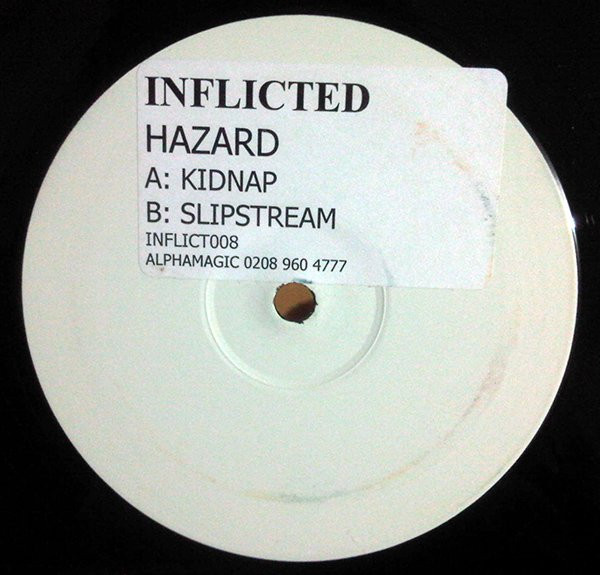 INFLICTED
HAZARD
A: KIDNAP
B: SLIPSTREAM
INFLICT008
ALPHAMAGIC 0208 960 4777